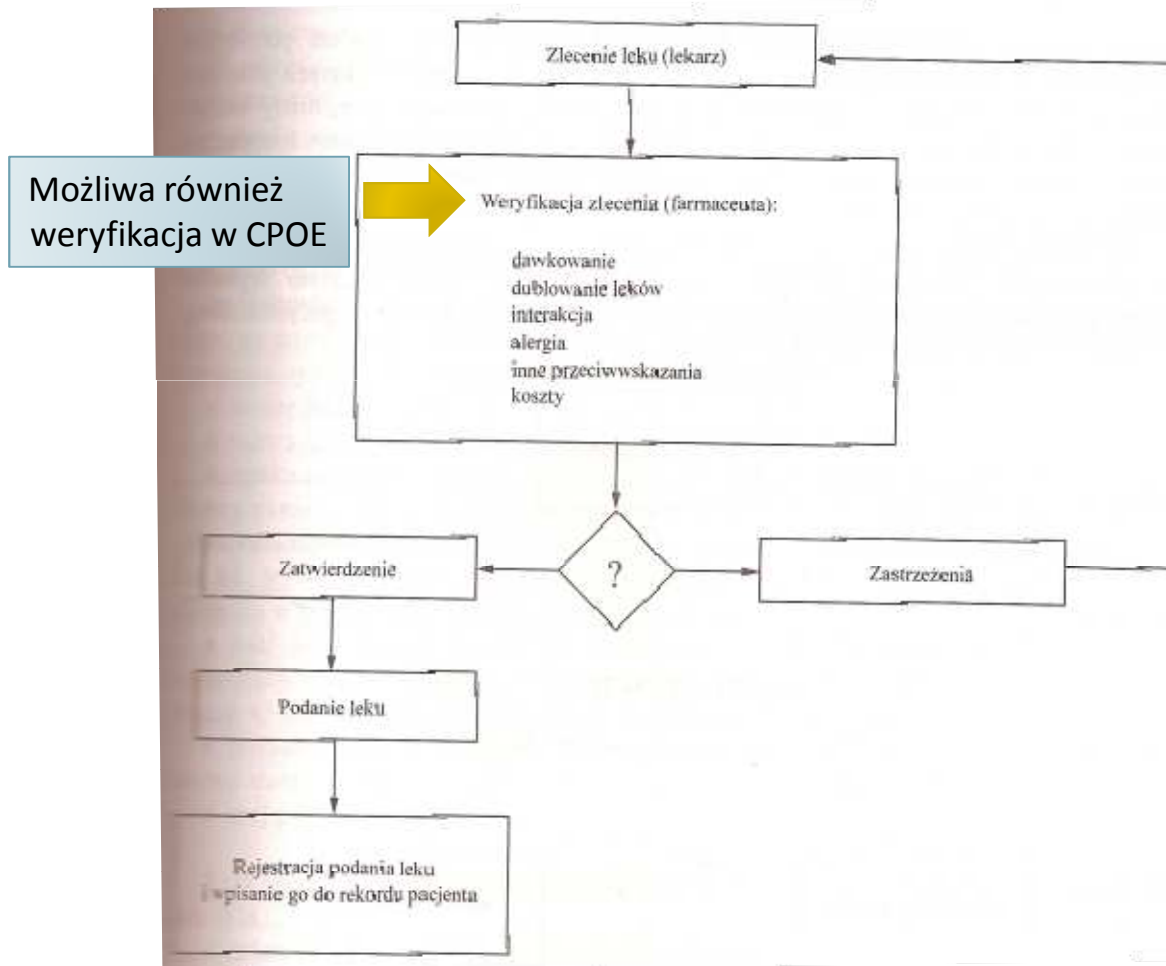 Zlecenie leku (lekarz)
Możliwa również
weryfikacja w CPOE
Weryfikacja zlecenia (farmaceuta):
dawkowanie
dublowanie leków
interakcja
alergia
inne przeciwwskazania
koszty
?
Zatwierdzenie
Zastrzeżenia
Podanie leku
Rejestracja podania leku
i wpisanie go do rekordu pacjenta